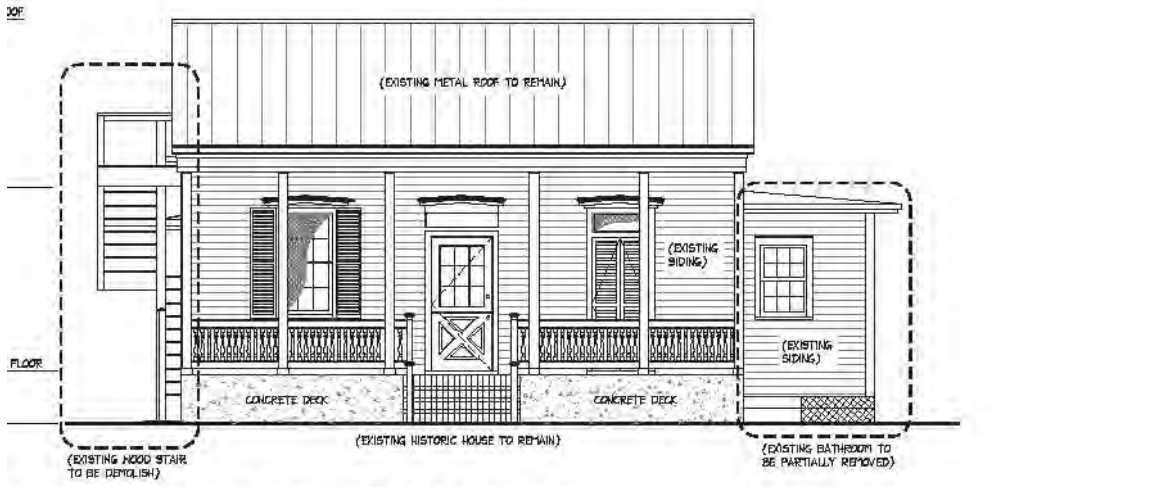 OOF
(EXISTING METAL ROOF TO REMAIN)
(EXISTING
SIDING)
(EXISTING
SIDING)
FLOOR
CONCRETE DECK
CONCRETE DECK
(EXISTING HISTORIC HOUSE TO REMAIN)
(EXISTING WOOD STAIR
TO BE DEMOLISH)
(EXISTING BATHROOM TO
BE PARTIALLY REMOVED)